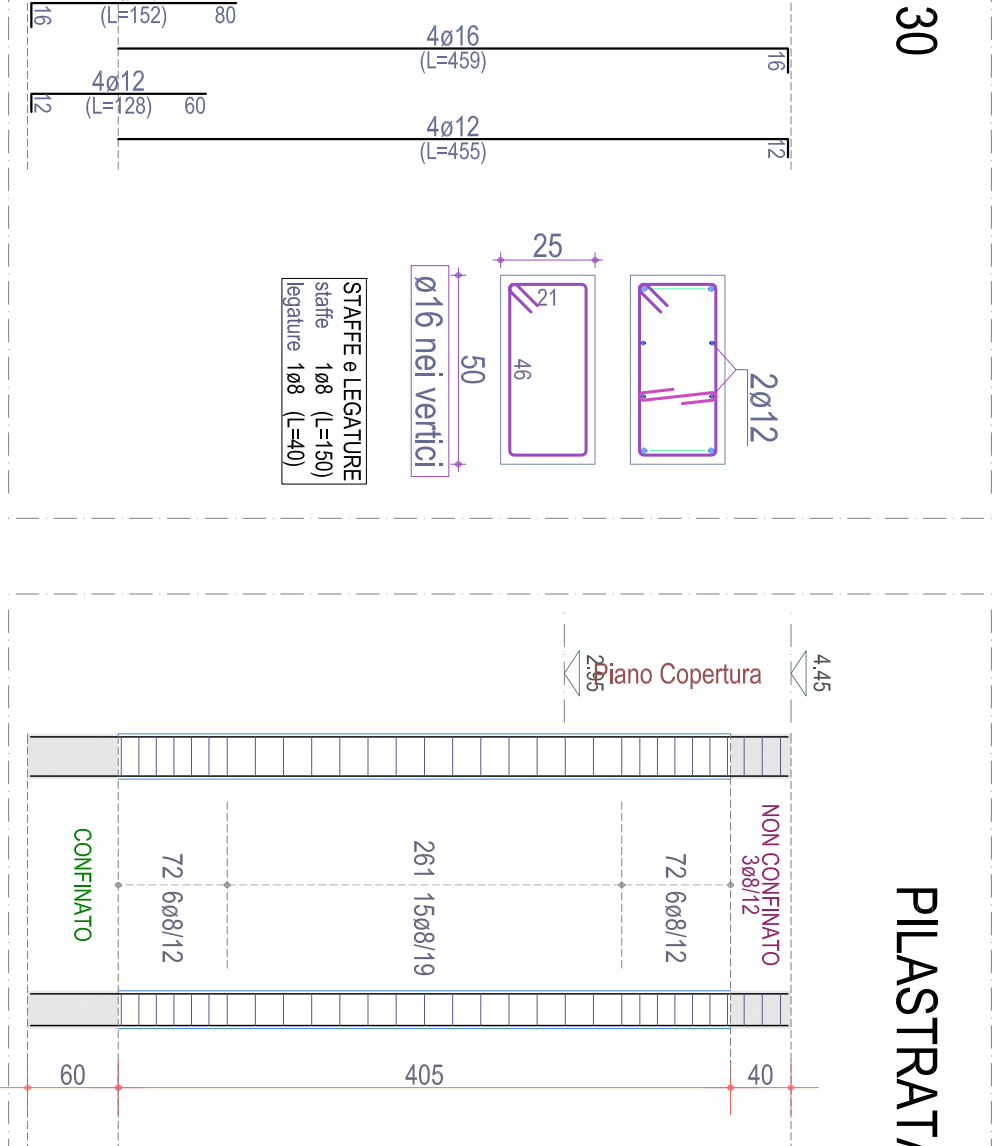 16
(L=152)
80
30
4ø16
(L=459)
16
4ø12
(L=128)
12
60
4ø12
(L=455)
12
25
21
46
50
ø16 nei vertici
2ø12
STAFFE e LEGATURE
staffe 1ø8 (L=150)
legature 1ø8 (L=40)
2.95
Piano Copertura
4.45
CONFINATO
72 6ø8/12
261 15ø8/19
72 6ø8/12
NON CONFINATO
3ø8/12
PILASTRATA
60
405
40